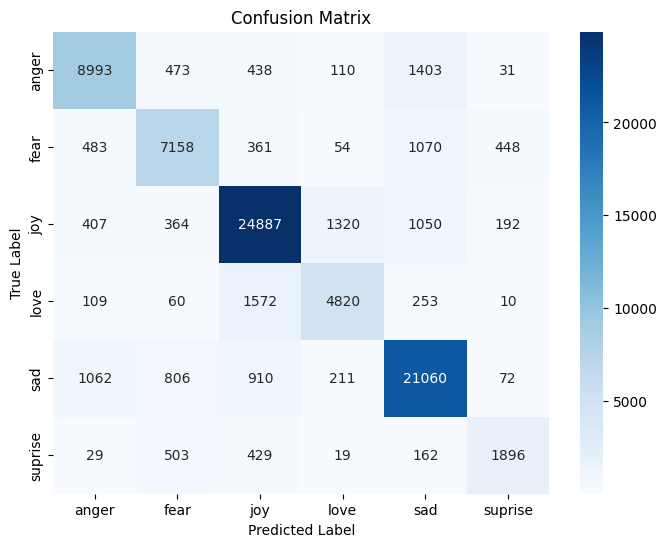 Confusion Matrix
anger 8993 473 438 110 1403 31
fear 483 7158 361 54 1070 448
joy 407 364 24887 1320 1050 192
love 109 60 1572 4820 253 10
sad 1062 806 910 211 21060 72
suprise 29 503 429 19 162 1896
anger fear joy love sad suprise
Predicted Label
True Label
20000
15000
10000
5000